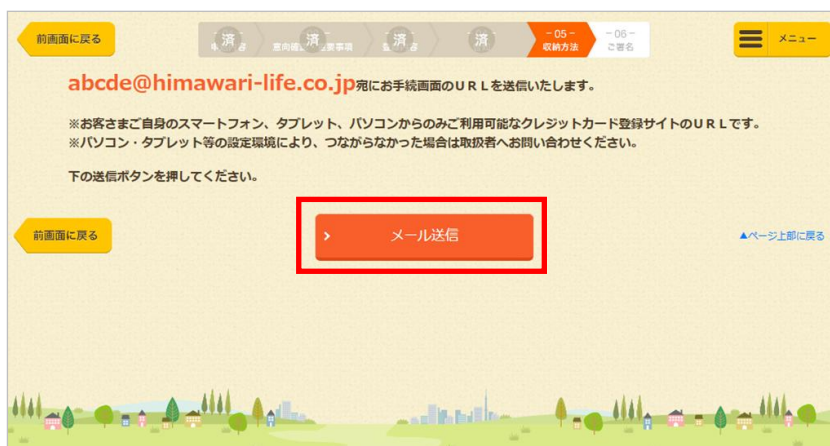 前画面に戻る
済
済
済
済
-05-
収納方法
-06-
ご署名
メニュー
abcde@himawari-life.co.jp宛にお手続画面のＵＲＬを送信いたします。
※お客さまご自身のスマートフォン、タブレット、パソコンからのみご利用可能なクレジットカード登録サイトのＵＲＬです。
※パソコン・タブレット等の設定環境により、つながらなかった場合は取扱者へお問い合わせください。
下の送信ボタンを押してください。
前画面に戻る
メール送信
▲ページ上部に戻る